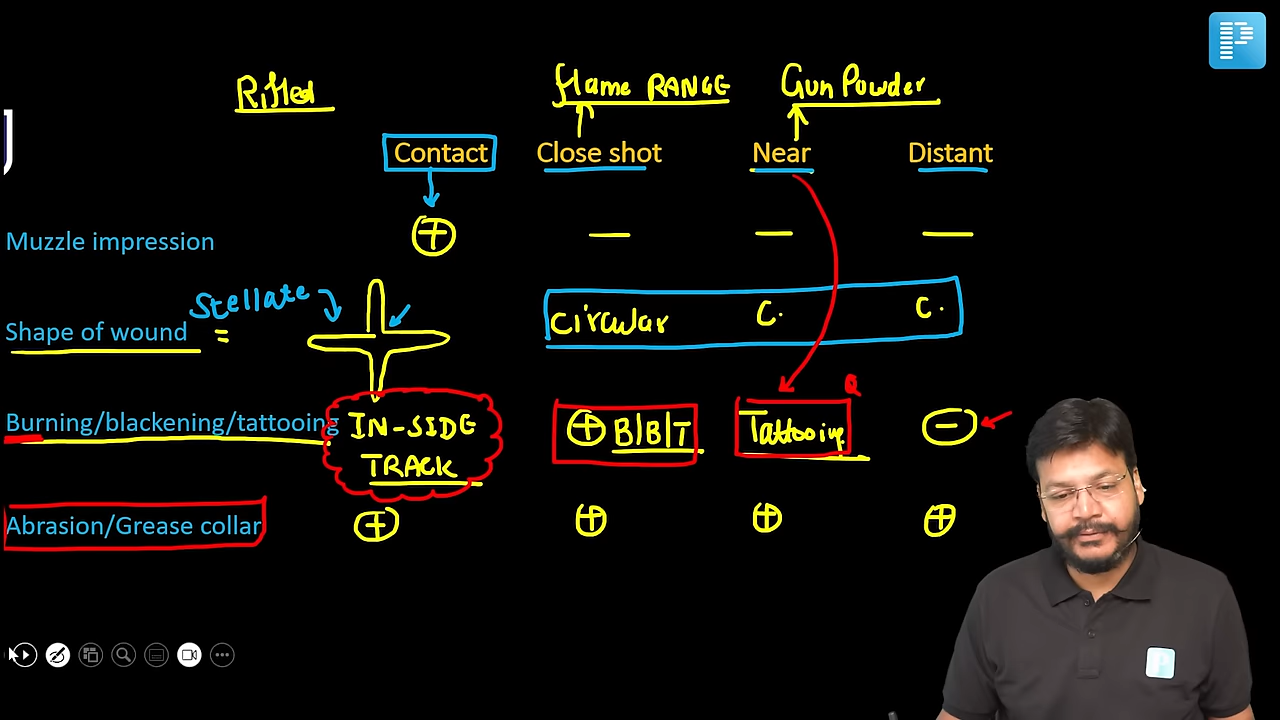 Rifled
flame RANGE
Gun Powder
Contact
Close shot
Near
Distant
Muzzle impression
+
—
—
—
Stellate
Shape of wound =
circular
C.
C.
Burning/blackening/tattooing
IN-SIDE
TRACK
+ B/B/T
Tattooing
-
Abrasion/Grease collar
+
+
+
+